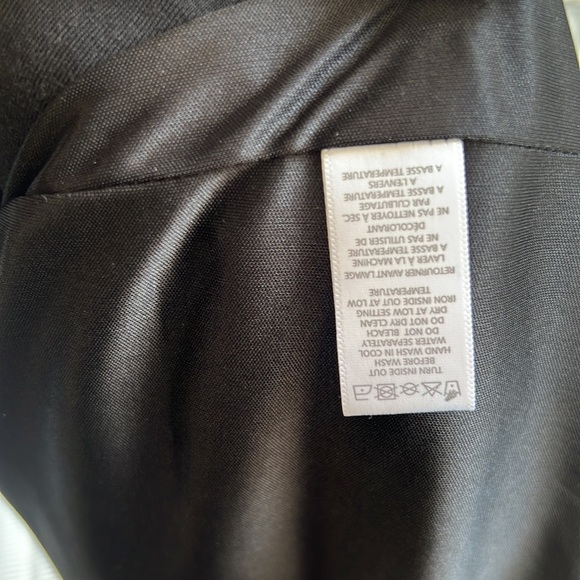 TURN INSIDE OUT
BEFORE WASH
HAND WASH IN COOL
WATER SEPARATELY
DO NOT BLEACH
DO NOT DRY CLEAN
DRY AT LOW SETTING
IRON INSIDE OUT AT LOW
TEMPERATURE
RETOURNER AVANT LAVAGE
LAVER À LA MACHINE
A BASSE TEMPERATURE
NE PAS UTILISER DE
DÉCOLORANT
NE PAS NETTOYER À SEC
PAR CULBUTAGE
A BASSE TEMPERATURE
A L'ENVERS
A BASSE TEMPERATURE